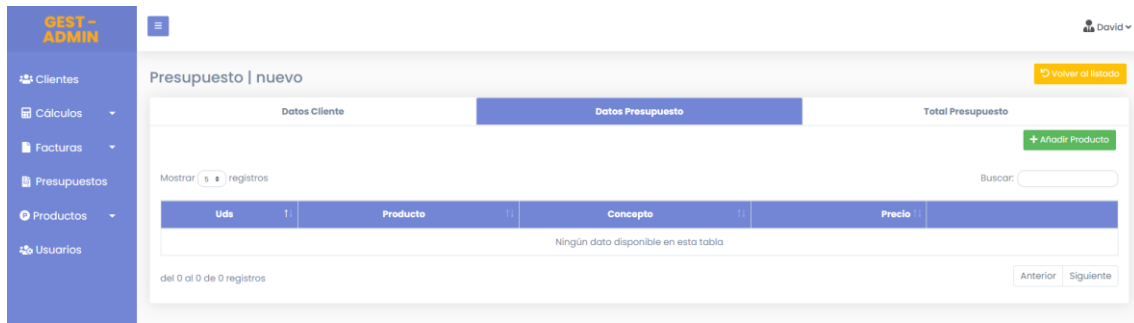 GEST - ADMIN
David
Clientes
Cálculos
Facturas
Presupuestos
Productos
Usuarios
Presupuesto | nuevo
Volver al listado
Datos Cliente Datos Presupuesto Total Presupuesto
Añadir Producto
Mostrar 5 registros Buscar:
Uds Producto Concepto Precio
Ningún dato disponible en esta tabla
del 0 al 0 de 0 registros Anterior Siguiente